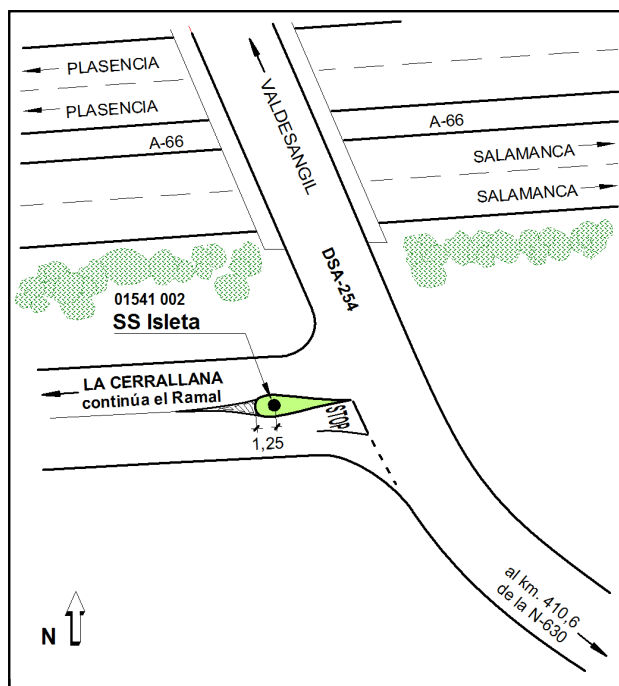 PLASENCIA
PLASENCIA
A-66
VALDESANGIL
A-66
SALAMANCA
SALAMANCA
DSA-254
01541 002
SS Isleta
LA CERRALLANA
continúa el Ramal
STOP
1,25
al km. 410,6
de la N-630
N